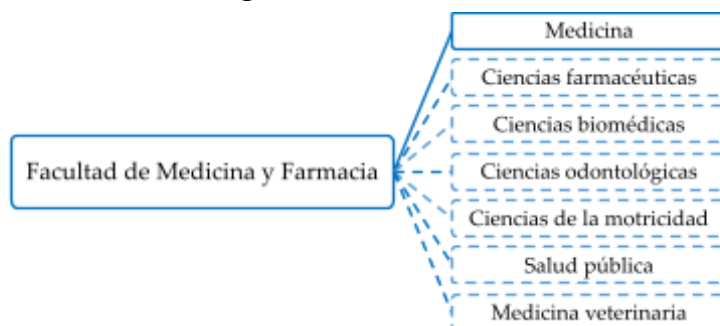 Medicina
Ciencias farmacéuticas
Ciencias biomédicas
Facultad de Medicina y Farmacia
Ciencias odontológicas
Ciencias de la motricidad
Salud pública
Medicina veterinaria